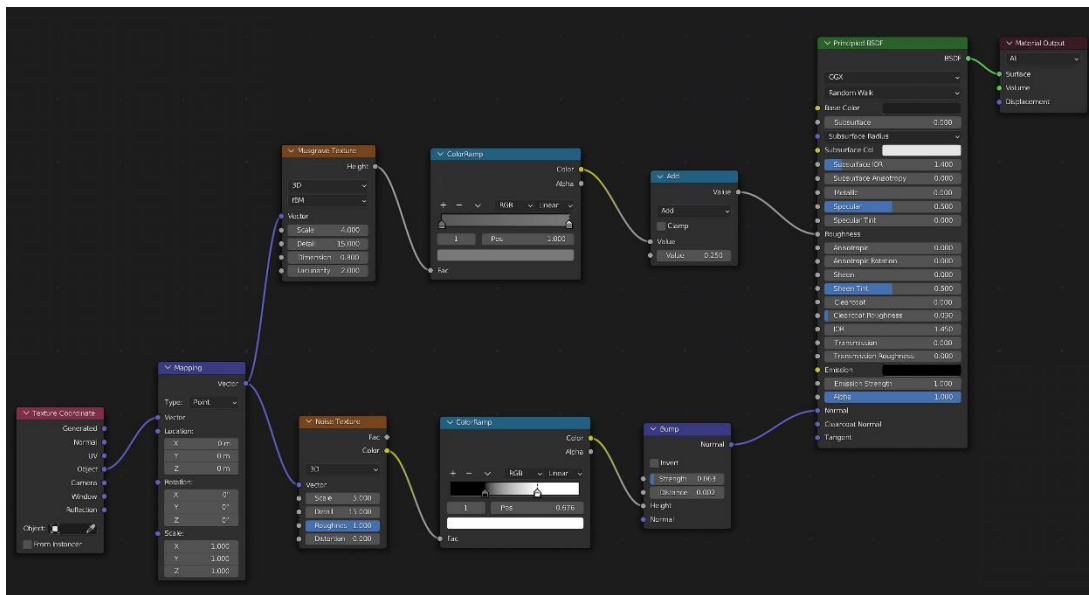 Texture Coordinate
Generated
Normal
UV
Object
Camera
Window
Reflection
Object:
From Instancer
Mapping
Vector
Type: Point
Vector
Location:
X 0 m
Y 0 m
Z 0 m
Rotation:
X 0°
Y 0°
Z 0°
Scale:
X 1.000
Y 1.000
Z 1.000
Musgrave Texture
Height
3D
fBM
Vector
Scale 4.000
Detail 15.000
Dimension 0.800
Lacunarity 2.000
Noise Texture
Fac
Color
3D
Vector
Scale 5.000
Detail 15.000
Roughnes 1.000
Distortion 0.000
ColorRamp
Color
Alpha
RGB Linear
1 Pos 1.000
Fac
ColorRamp
Color
Alpha
RGB Linear
1 Pos 0.676
Fac
Add
Value
Add
Clamp
Value
Value 0.250
Bump
Normal
Invert
Strength 0.063
Distance 0.002
Height
Normal
Principled BSDF
BSDF
GGX
Random Walk
Base Color
Subsurface 0.000
Subsurface Radius
Subsurface Col
Subsurface IOR 1.400
Subsurface Anisotropy 0.000
Metallic 0.000
Specular 0.500
Specular Tint 0.000
Roughness
Anisotropic 0.000
Anisotropic Rotation 0.000
Sheen 0.000
Sheen Tint 0.500
Clearcoat 0.000
Clearcoat Roughness 0.030
IOR 1.450
Transmission 0.000
Transmission Roughness 0.000
Emission
Emission Strength 1.000
Alpha 1.000
Normal
Clearcoat Normal
Tangent
Material Output
All
Surface
Volume
Displacement